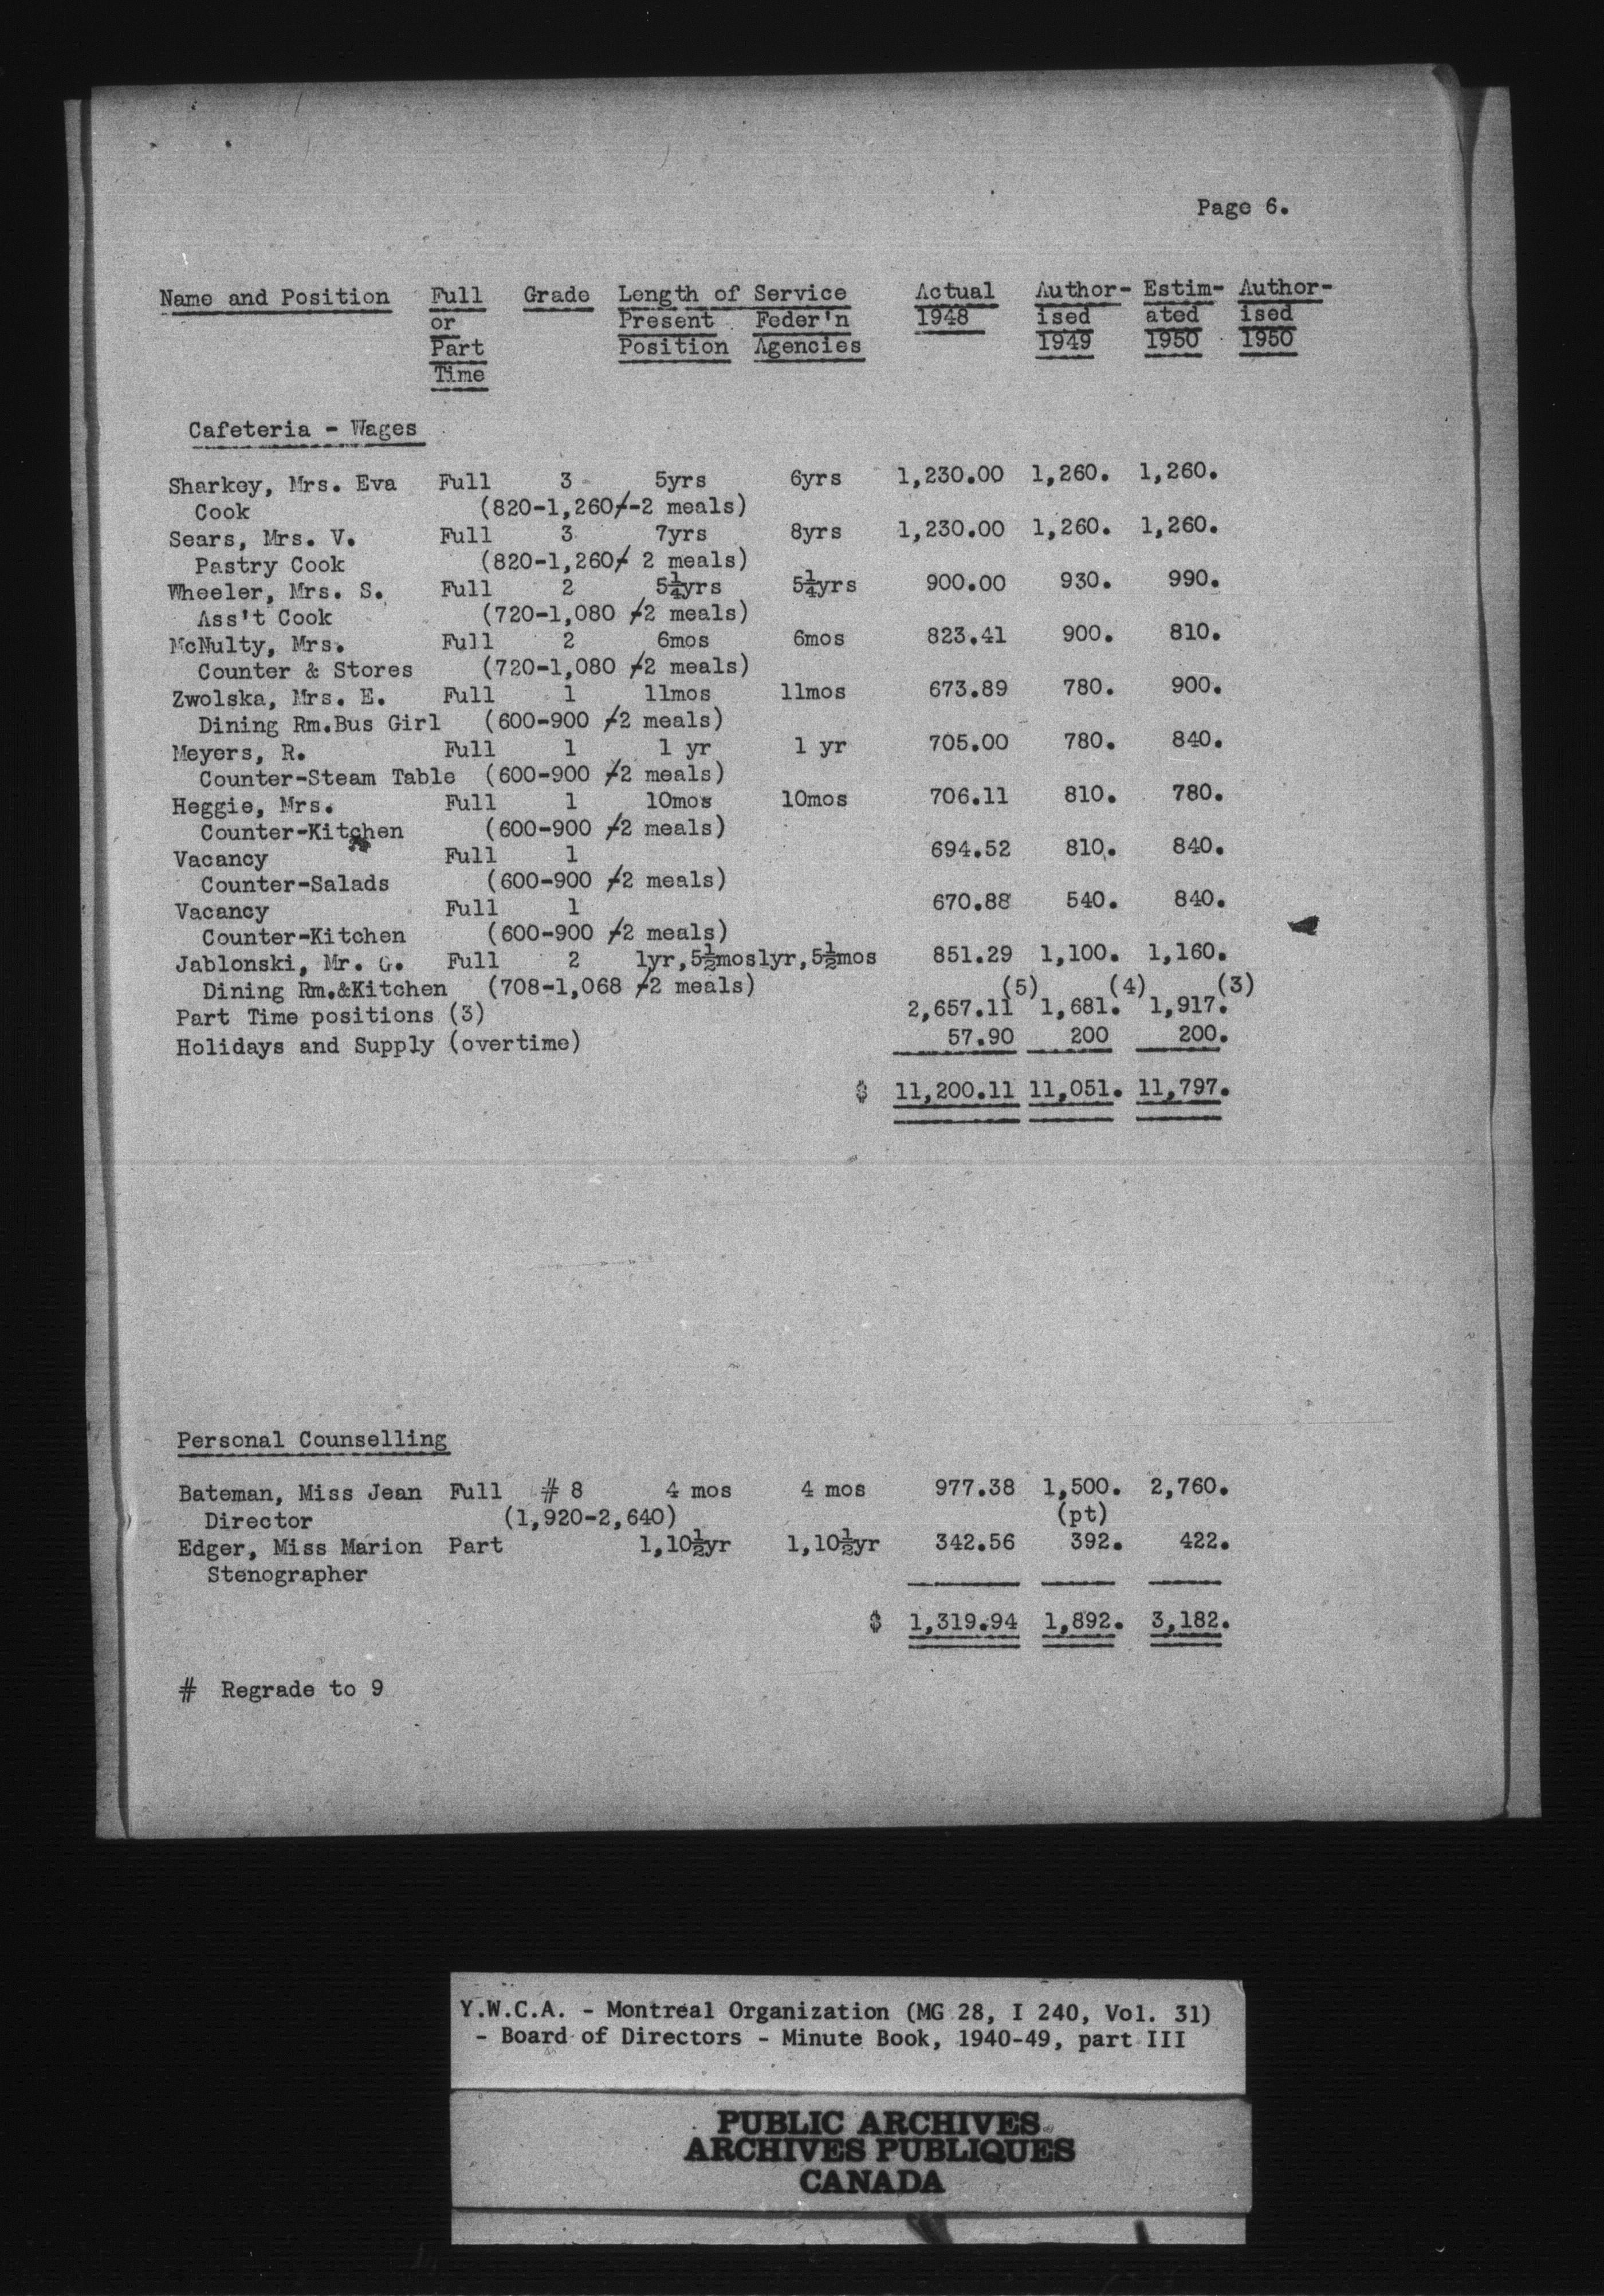 Page 6.
Name and Position Full Grade Length of Service Actual Author- Estim- Author-
or Present Feder'n 1948 ised ated ised
Part Position Agencies 1949 1950 1950
Time
Cafeteria - Wages
Sharkey, Mrs. Eva Full 3 5yrs 6yrs 1,230.00 1,260. 1,260.
Cook (820-1,260/-2 meals)
Sears, Mrs. V. Full 3 7yrs 8yrs 1,230.00 1,260. 1,260.
Pastry Cook (820-1,260/ 2 meals)
Wheeler, Mrs. S. Full 2 5¼yrs 5¼yrs 900.00 930. 990.
Ass't Cook (720-1,080 /2 meals)
McNulty, Mrs. Full 2 6mos 6mos 823.41 900. 810.
Counter & Stores (720-1,080 /2 meals)
Zwolska, Mrs. E. Full 1 11mos 11mos 673.89 780. 900.
Dining Rm.Bus Girl (600-900 /2 meals)
Meyers, R. Full 1 1 yr 1 yr 705.00 780. 840.
Counter-Steam Table (600-900 /2 meals)
Heggie, Mrs. Full 1 10mos 10mos 706.11 810. 780.
Counter-Kitchen (600-900 /2 meals)
Vacancy Full 1 694.52 810. 840.
Counter-Salads (600-900 /2 meals)
Vacancy Full 1 670.88 540. 840.
Counter-Kitchen (600-900 /2 meals)
Jablonski, Mr. G. Full 2 1yr,5½mos1yr,5½mos 851.29 1,100. 1,160.
Dining Rm.&Kitchen (708-1,068 /2 meals) (5) (4) (3)
Part Time positions (3) 2,657.11 1,681. 1,917.
Holidays and Supply (overtime) 57.90 200 200.
$ 11,200.11 11,051. 11,797.
Personal Counselling
Bateman, Miss Jean Full # 8 4 mos 4 mos 977.38 1,500. 2,760.
Director (1,920-2,640) (pt)
Edger, Miss Marion Part 1,10½yr 1,10½yr 342.56 392. 422.
Stenographer
$ 1,319.94 1,892. 3,182.
# Regrade to 9
Y.W.C.A. - Montreal Organization (MG 28, I 240, Vol. 31)
- Board of Directors - Minute Book, 1940-49, part III
PUBLIC ARCHIVES
ARCHIVES PUBLIQUES
CANADA